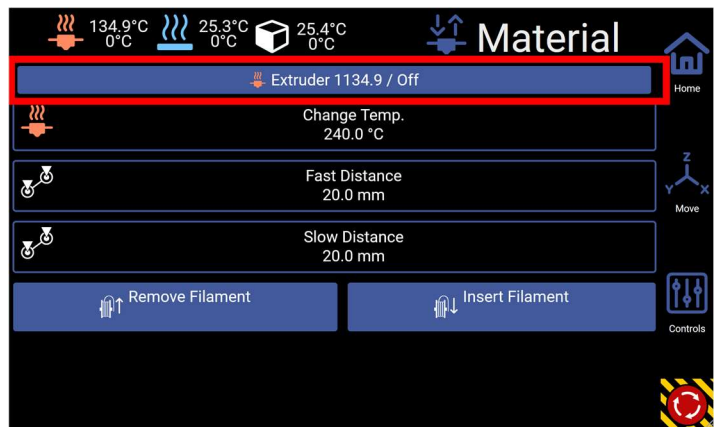 134.9°C
0°C
25.3°C
0°C
25.4°C
0°C
Material
Extruder 1134.9 / Off
Home
Change Temp.
240.0 °C
Fast Distance
20.0 mm
Z
Y X
Move
Slow Distance
20.0 mm
Remove Filament
Insert Filament
Controls